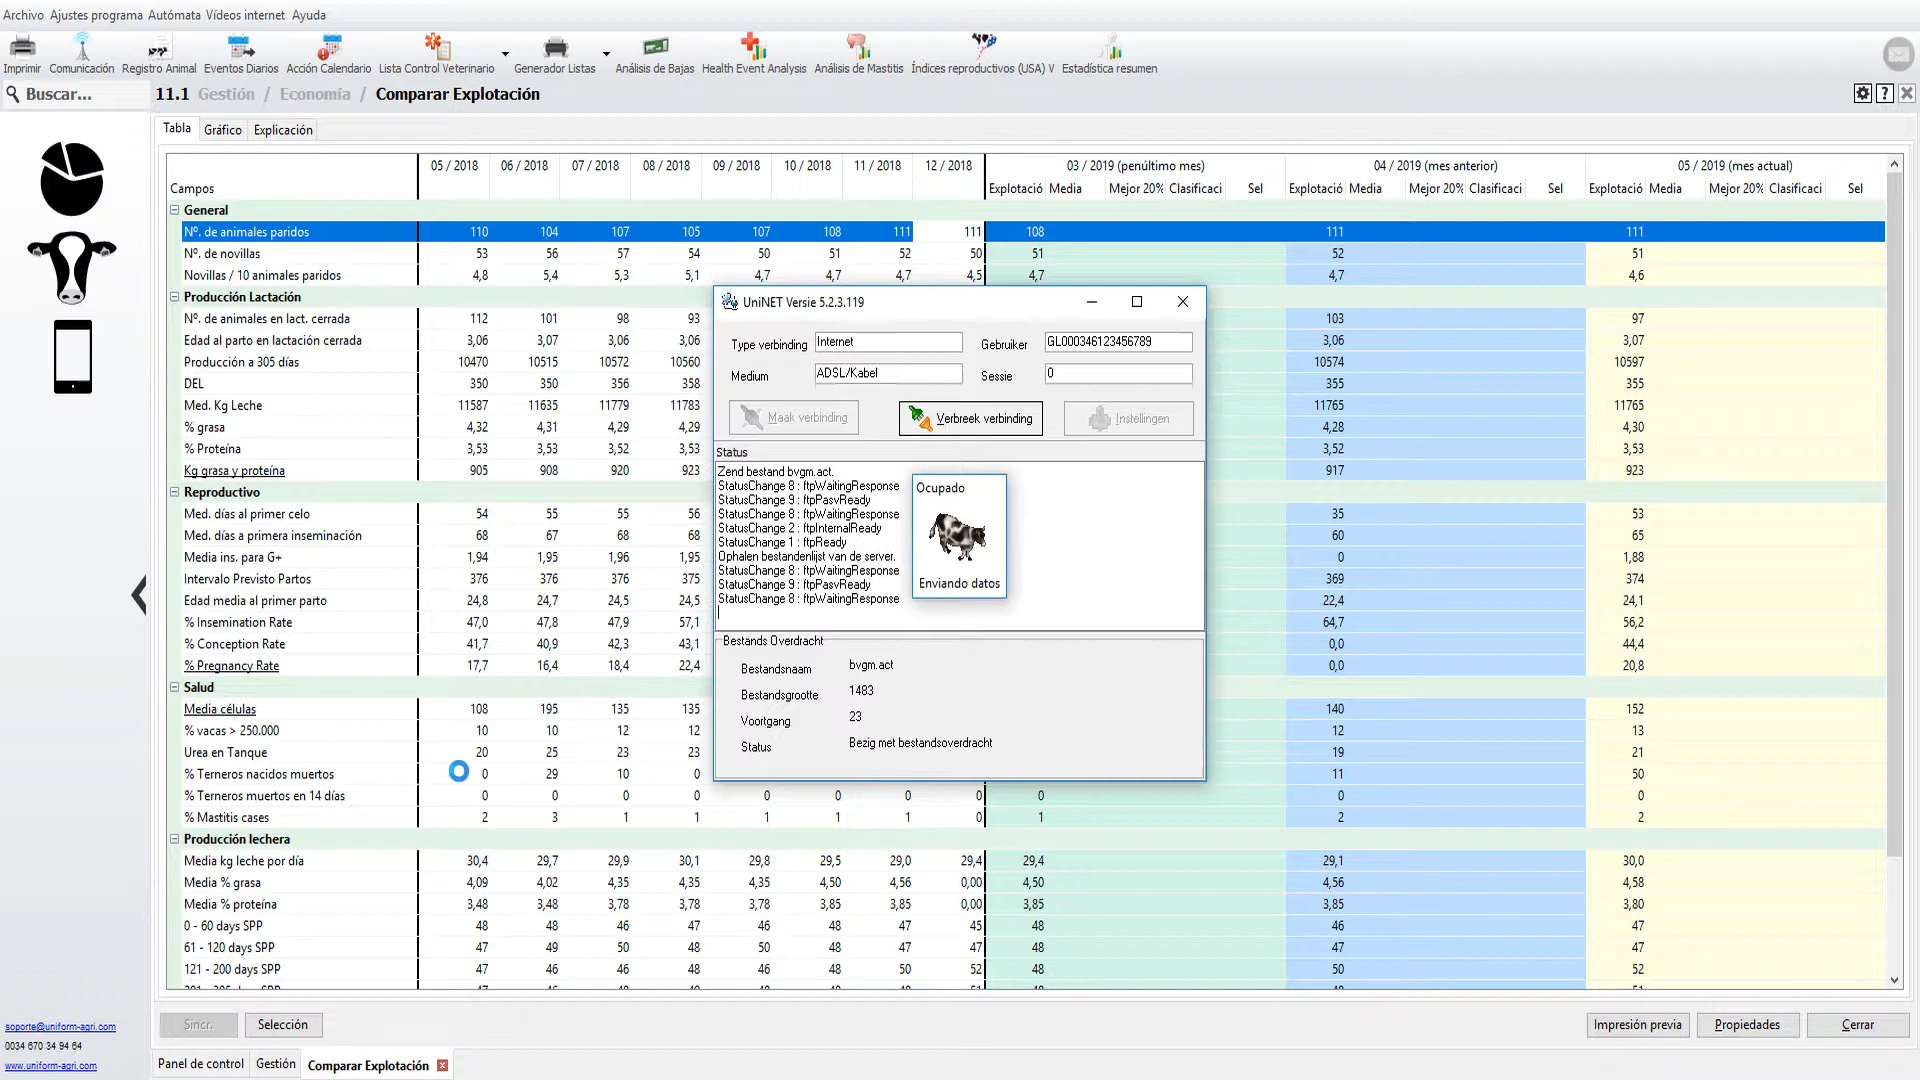 Archivo Ajustes programa Autómata Vídeos internet Ayuda
Imprimir Comunicación Registro Animal Eventos Diarios Acción Calendario Lista Control Veterinario Generador Listas Análisis de Bajas Health Event Analysis Análisis de Mastitis Índices reproductivos (USA) V Estadística resumen
Buscar... 11.1 Gestión / Economía / Comparar Explotación
Tabla Gráfico Explicación
05 / 2018 06 / 2018 07 / 2018 08 / 2018 09 / 2018 10 / 2018 11 / 2018 12 / 2018 03 / 2019 (penúltimo mes) 04 / 2019 (mes anterior) 05 / 2019 (mes actual)
Campos Explotació Media Mejor 20% Clasificaci Sel Explotació Media Mejor 20% Clasificaci Sel Explotació Media Mejor 20% Clasificaci Sel
General
Nº. de animales paridos 110 104 107 105 107 108 111 111 108 111 111
Nº. de novillas 53 56 57 54 50 51 52 50 51 52 51
Novillas / 10 animales paridos 4,8 5,4 5,3 5,1 4,7 4,7 4,7 4,5 4,7 4,7 4,6
Producción Lactación
Nº. de animales en lact. cerrada 112 101 98 93 103 97
Edad al parto en lactación cerrada 3,06 3,07 3,06 3,06 3,06 3,07
Producción a 305 días 10470 10515 10572 10560 10574 10597
DEL 350 350 356 358 355 355
Med. Kg Leche 11587 11635 11779 11783 11765 11765
% grasa 4,32 4,31 4,29 4,29 4,28 4,30
% Proteína 3,53 3,53 3,52 3,53 3,52 3,53
Kg grasa y proteína 905 908 920 923 917 923
Reproductivo
Med. días al primer celo 54 55 55 56 35 53
Med. días a primera inseminación 68 67 68 68 60 65
Media ins. para G+ 1,94 1,95 1,96 1,95 0 1,88
Intervalo Previsto Partos 376 376 376 375 369 374
Edad media al primer parto 24,8 24,7 24,5 24,5 22,4 24,1
% Insemination Rate 47,0 47,8 47,9 57,1 64,7 56,2
% Conception Rate 41,7 40,9 42,3 43,1 0,0 44,4
% Pregnancy Rate 17,7 16,4 18,4 22,4 0,0 20,8
Salud
Media células 108 195 135 135 140 152
% vacas > 250.000 10 10 12 12 12 13
Urea en Tanque 20 25 23 23 19 21
% Terneros nacidos muertos 0 29 10 0 11 50
% Terneros muertos en 14 días 0 0 0 0 0 0 0 0 0 0 0
% Mastitis cases 2 3 1 1 1 1 1 0 1 2 2
Producción lechera
Media kg leche por día 30,4 29,7 29,9 30,1 29,8 29,5 29,0 29,4 29,4 29,1 30,0
Media % grasa 4,09 4,02 4,35 4,35 4,35 4,50 4,56 0,00 4,50 4,56 4,58
Media % proteína 3,48 3,48 3,78 3,78 3,78 3,85 3,85 0,00 3,85 3,85 3,80
0 - 60 days SPP 48 48 46 47 46 48 47 45 48 46 47
61 - 120 days SPP 47 49 50 48 50 48 47 47 48 47 47
121 - 200 days SPP 47 46 46 48 46 48 50 52 48 50 52
UniNET Versie 5.2.3.119
Type verbinding Internet Gebruiker GL000346123456789
Medium ADSL/Kabel Sessie 0
Maak verbinding Verbreek verbinding Instellingen
Status
Zend bestand bvgm.act.
StatusChange 8 : ftpWaitingResponse
StatusChange 9 : ftpPasvReady
StatusChange 8 : ftpWaitingResponse
StatusChange 2 : ftpInternalReady
StatusChange 1 : ftpReady
Ophalen bestandenlijst van de server.
StatusChange 8 : ftpWaitingResponse
StatusChange 9 : ftpPasvReady
StatusChange 8 : ftpWaitingResponse
Ocupado
Enviando datos
Bestands Overdracht
Bestandsnaam bvgm.act
Bestandsgrootte 1483
Voortgang 23
Status Bezig met bestandsoverdracht
Sincr. Selección Impresión previa Propiedades Cerrar
soporte@uniform-agri.com
0034 670 34 94 64
www.uniform-agri.com
Panel de control Gestión Comparar Explotación